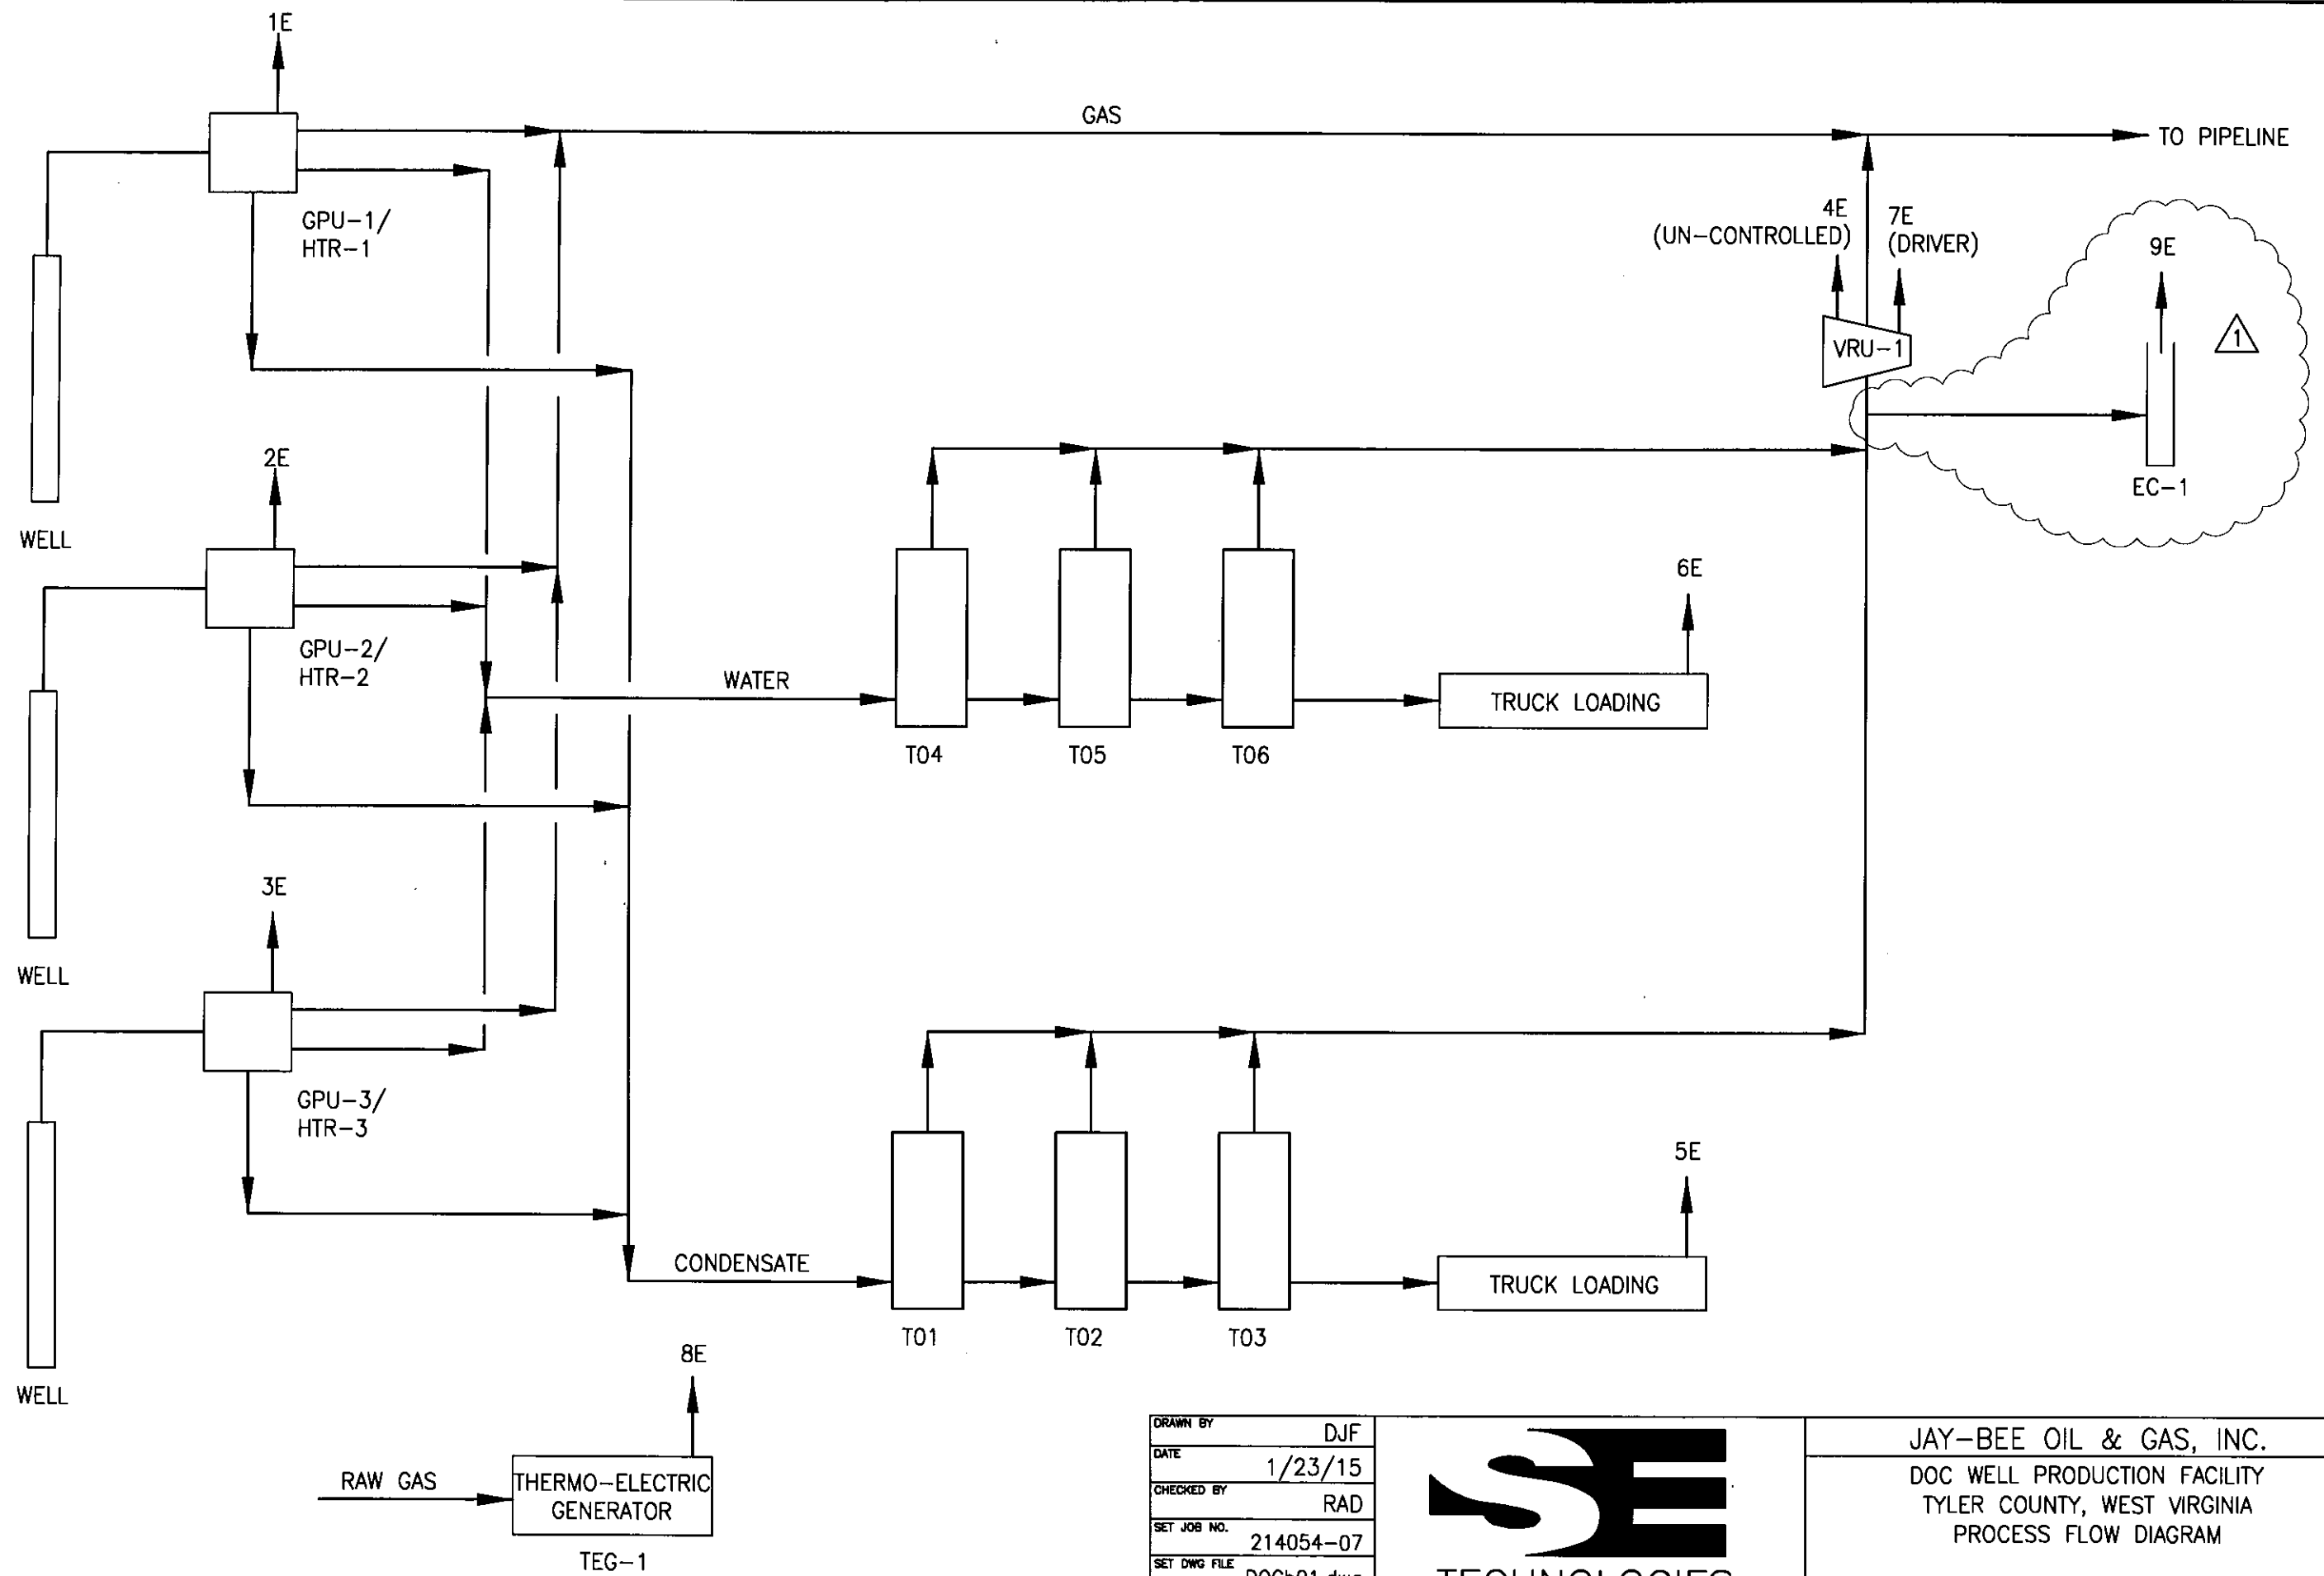 1E
GAS
TO PIPELINE
4E
(UN-CONTROLLED)
7E
(DRIVER)
9E
GPU-1/
HTR-1
VRU-1
1
EC-1
2E
WELL
6E
GPU-2/
HTR-2
WATER
TRUCK LOADING
T04
T05
T06
3E
WELL
GPU-3/
HTR-3
5E
CONDENSATE
TRUCK LOADING
T01
T02
T03
8E
WELL
RAW GAS
THERMO-ELECTRIC
GENERATOR
TEG-1
DRAWN BY
DJF
DATE
1/23/15
CHECKED BY
RAD
SET JOB NO.
214054-07
SET DWG FILE
SE
TECHNOLOGIES
JAY-BEE OIL & GAS, INC.
DOC WELL PRODUCTION FACILITY
TYLER COUNTY, WEST VIRGINIA
PROCESS FLOW DIAGRAM